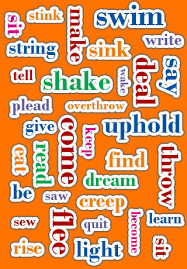 stink
swim
sit
make
string
sink
write
say
tell
shake
wake
deal
plead
overthrow
give
come
keep
uphold
eat
read
find
throw
dream
be
saw
flee
creep
sew
quit
become
learn
rise
light
sit